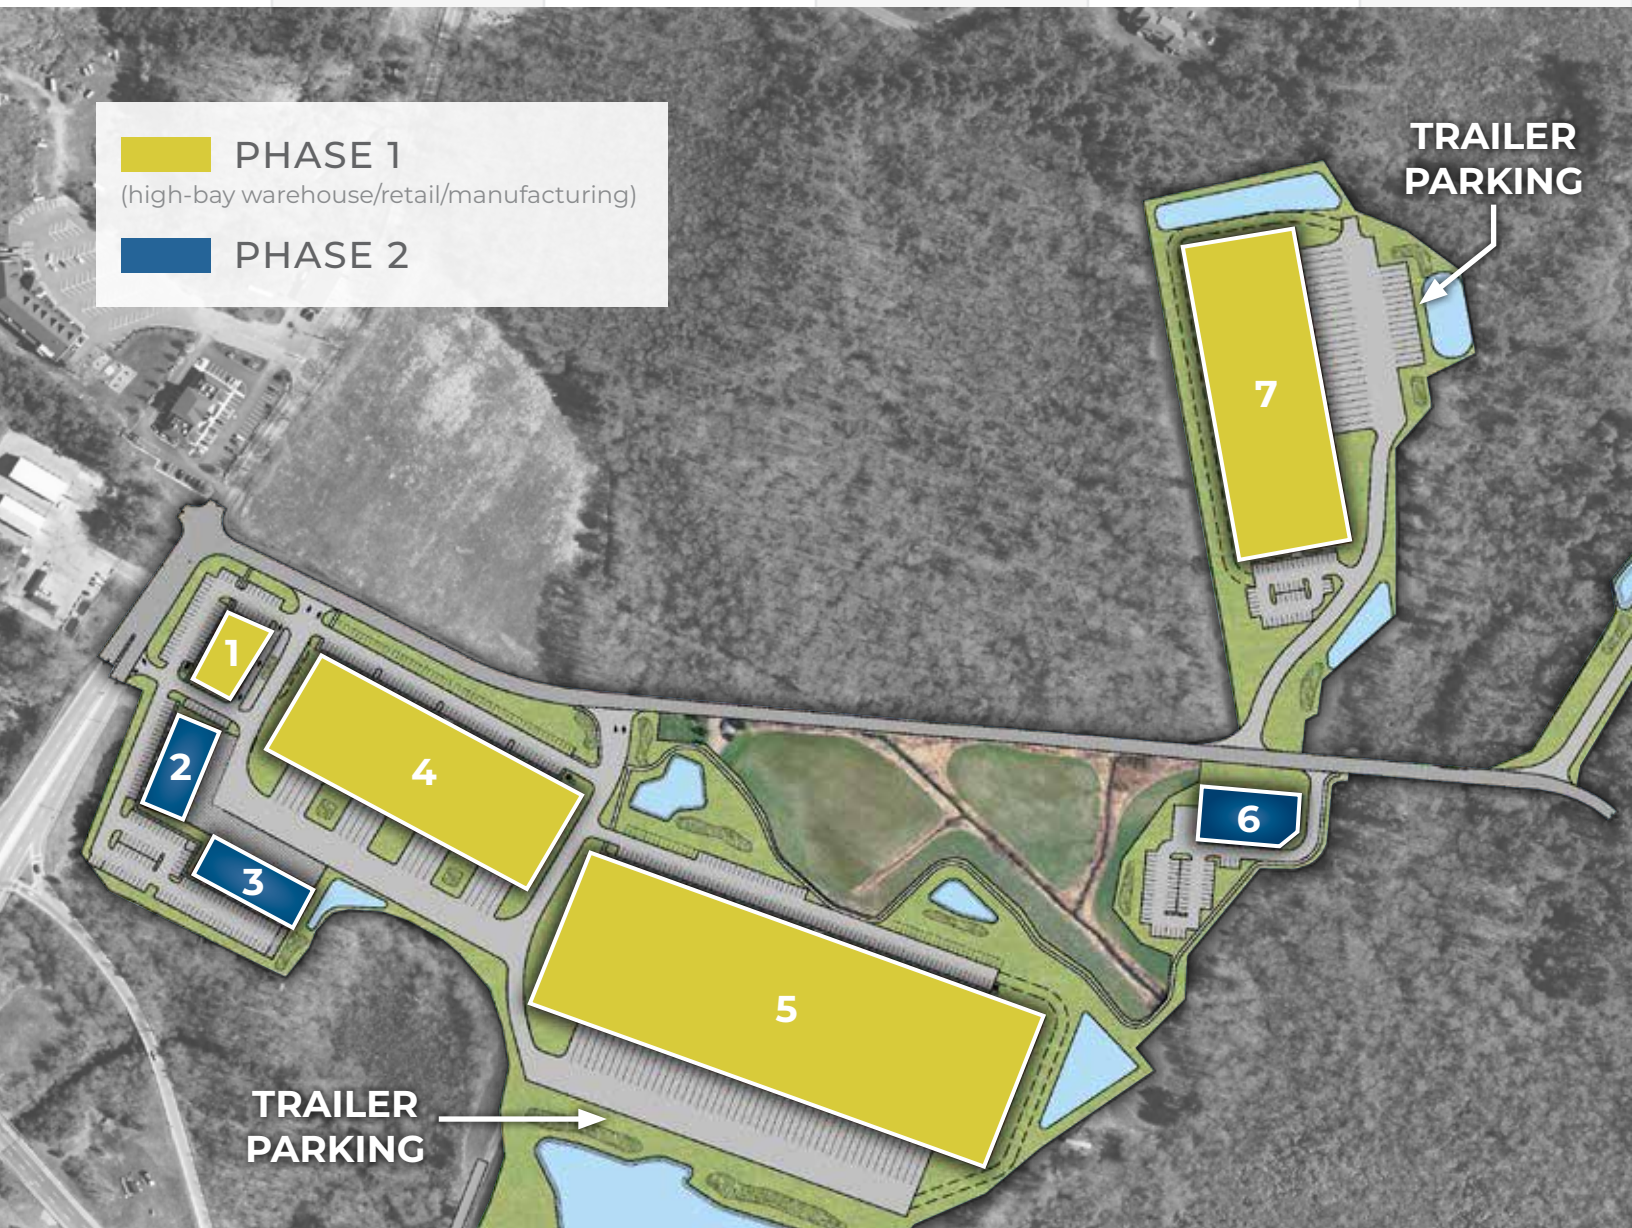 PHASE 1
(high-bay warehouse/retail/manufacturing)
PHASE 2
TRAILER
PARKING
7
1
2
4
3
6
5
TRAILER
PARKING